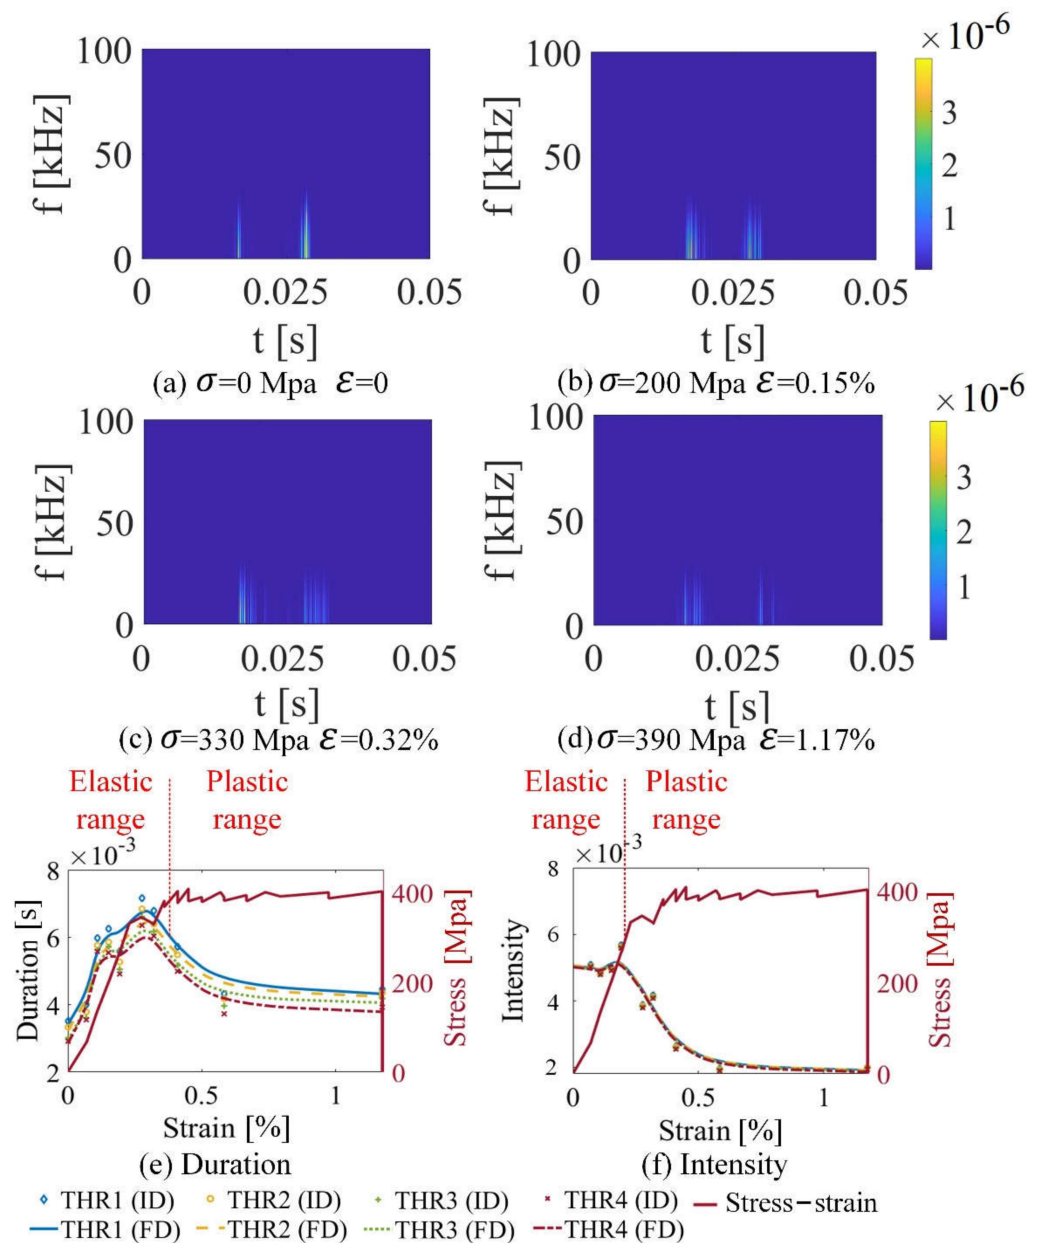 × 10⁻⁶
100
50
0
f [kHz]
0
0.025
0.05
t [s]
100
50
0
f [kHz]
0
0.025
0.05
t [s]
3
2
1
(a) σ=0 Mpa ε=0
(b) σ=200 Mpa ε=0.15%
× 10⁻⁶
100
50
0
f [kHz]
0
0.025
0.05
t [s]
100
50
0
f [kHz]
0
0.025
0.05
t [s]
3
2
1
(c) σ=330 Mpa ε=0.32%
(d) σ=390 Mpa ε=1.17%
Elastic
range
Plastic
range
×10⁻³
8
6
4
2
Duration [s]
400
200
0
Stress [Mpa]
0
0.5
1
Strain [%]
(e) Duration
Elastic
range
Plastic
range
×10⁻³
8
6
4
2
Intensity
400
200
0
Stress [Mpa]
0
0.5
1
Strain [%]
(f) Intensity
THR1 (ID) THR2 (ID) THR3 (ID) THR4 (ID) Stress–strain
THR1 (FD) THR2 (FD) THR3 (FD) THR4 (FD)